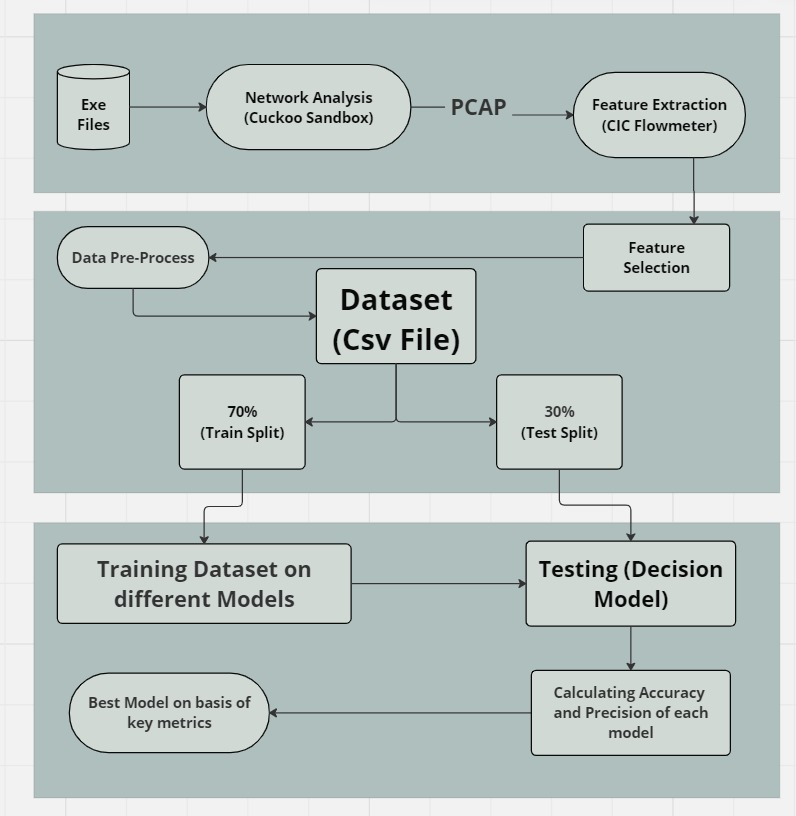 Exe
Files
Network Analysis
(Cuckoo Sandbox)
PCAP
Feature Extraction
(CIC Flowmeter)
Feature
Selection
Data Pre-Process
Dataset
(Csv File)
70%
(Train Split)
30%
(Test Split)
Training Dataset on
different Models
Testing (Decision
Model)
Calculating Accuracy
and Precision of each
model
Best Model on basis of
key metrics